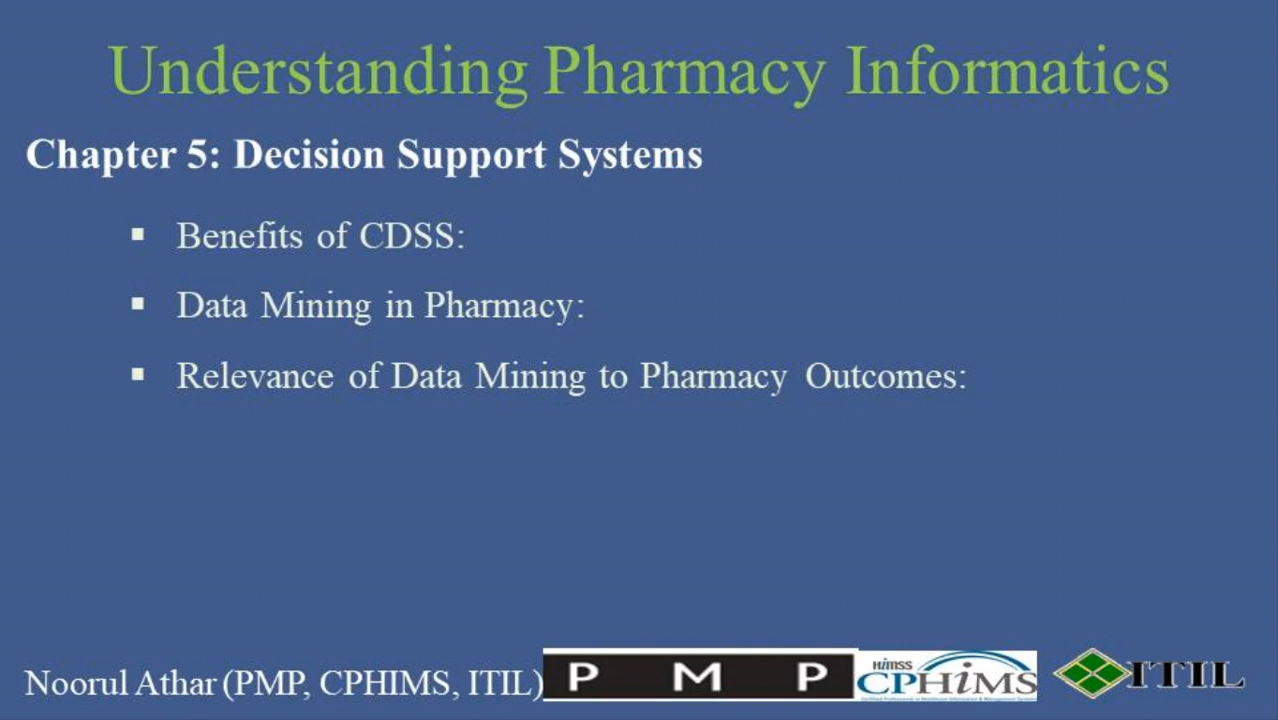 Understanding Pharmacy Informatics
Chapter 5: Decision Support Systems
▪ Benefits of CDSS:
▪ Data Mining in Pharmacy:
▪ Relevance of Data Mining to Pharmacy Outcomes:
Noorul Athar (PMP, CPHIMS, ITIL)
P M P
HiMSS
CPHiMS
ITIL